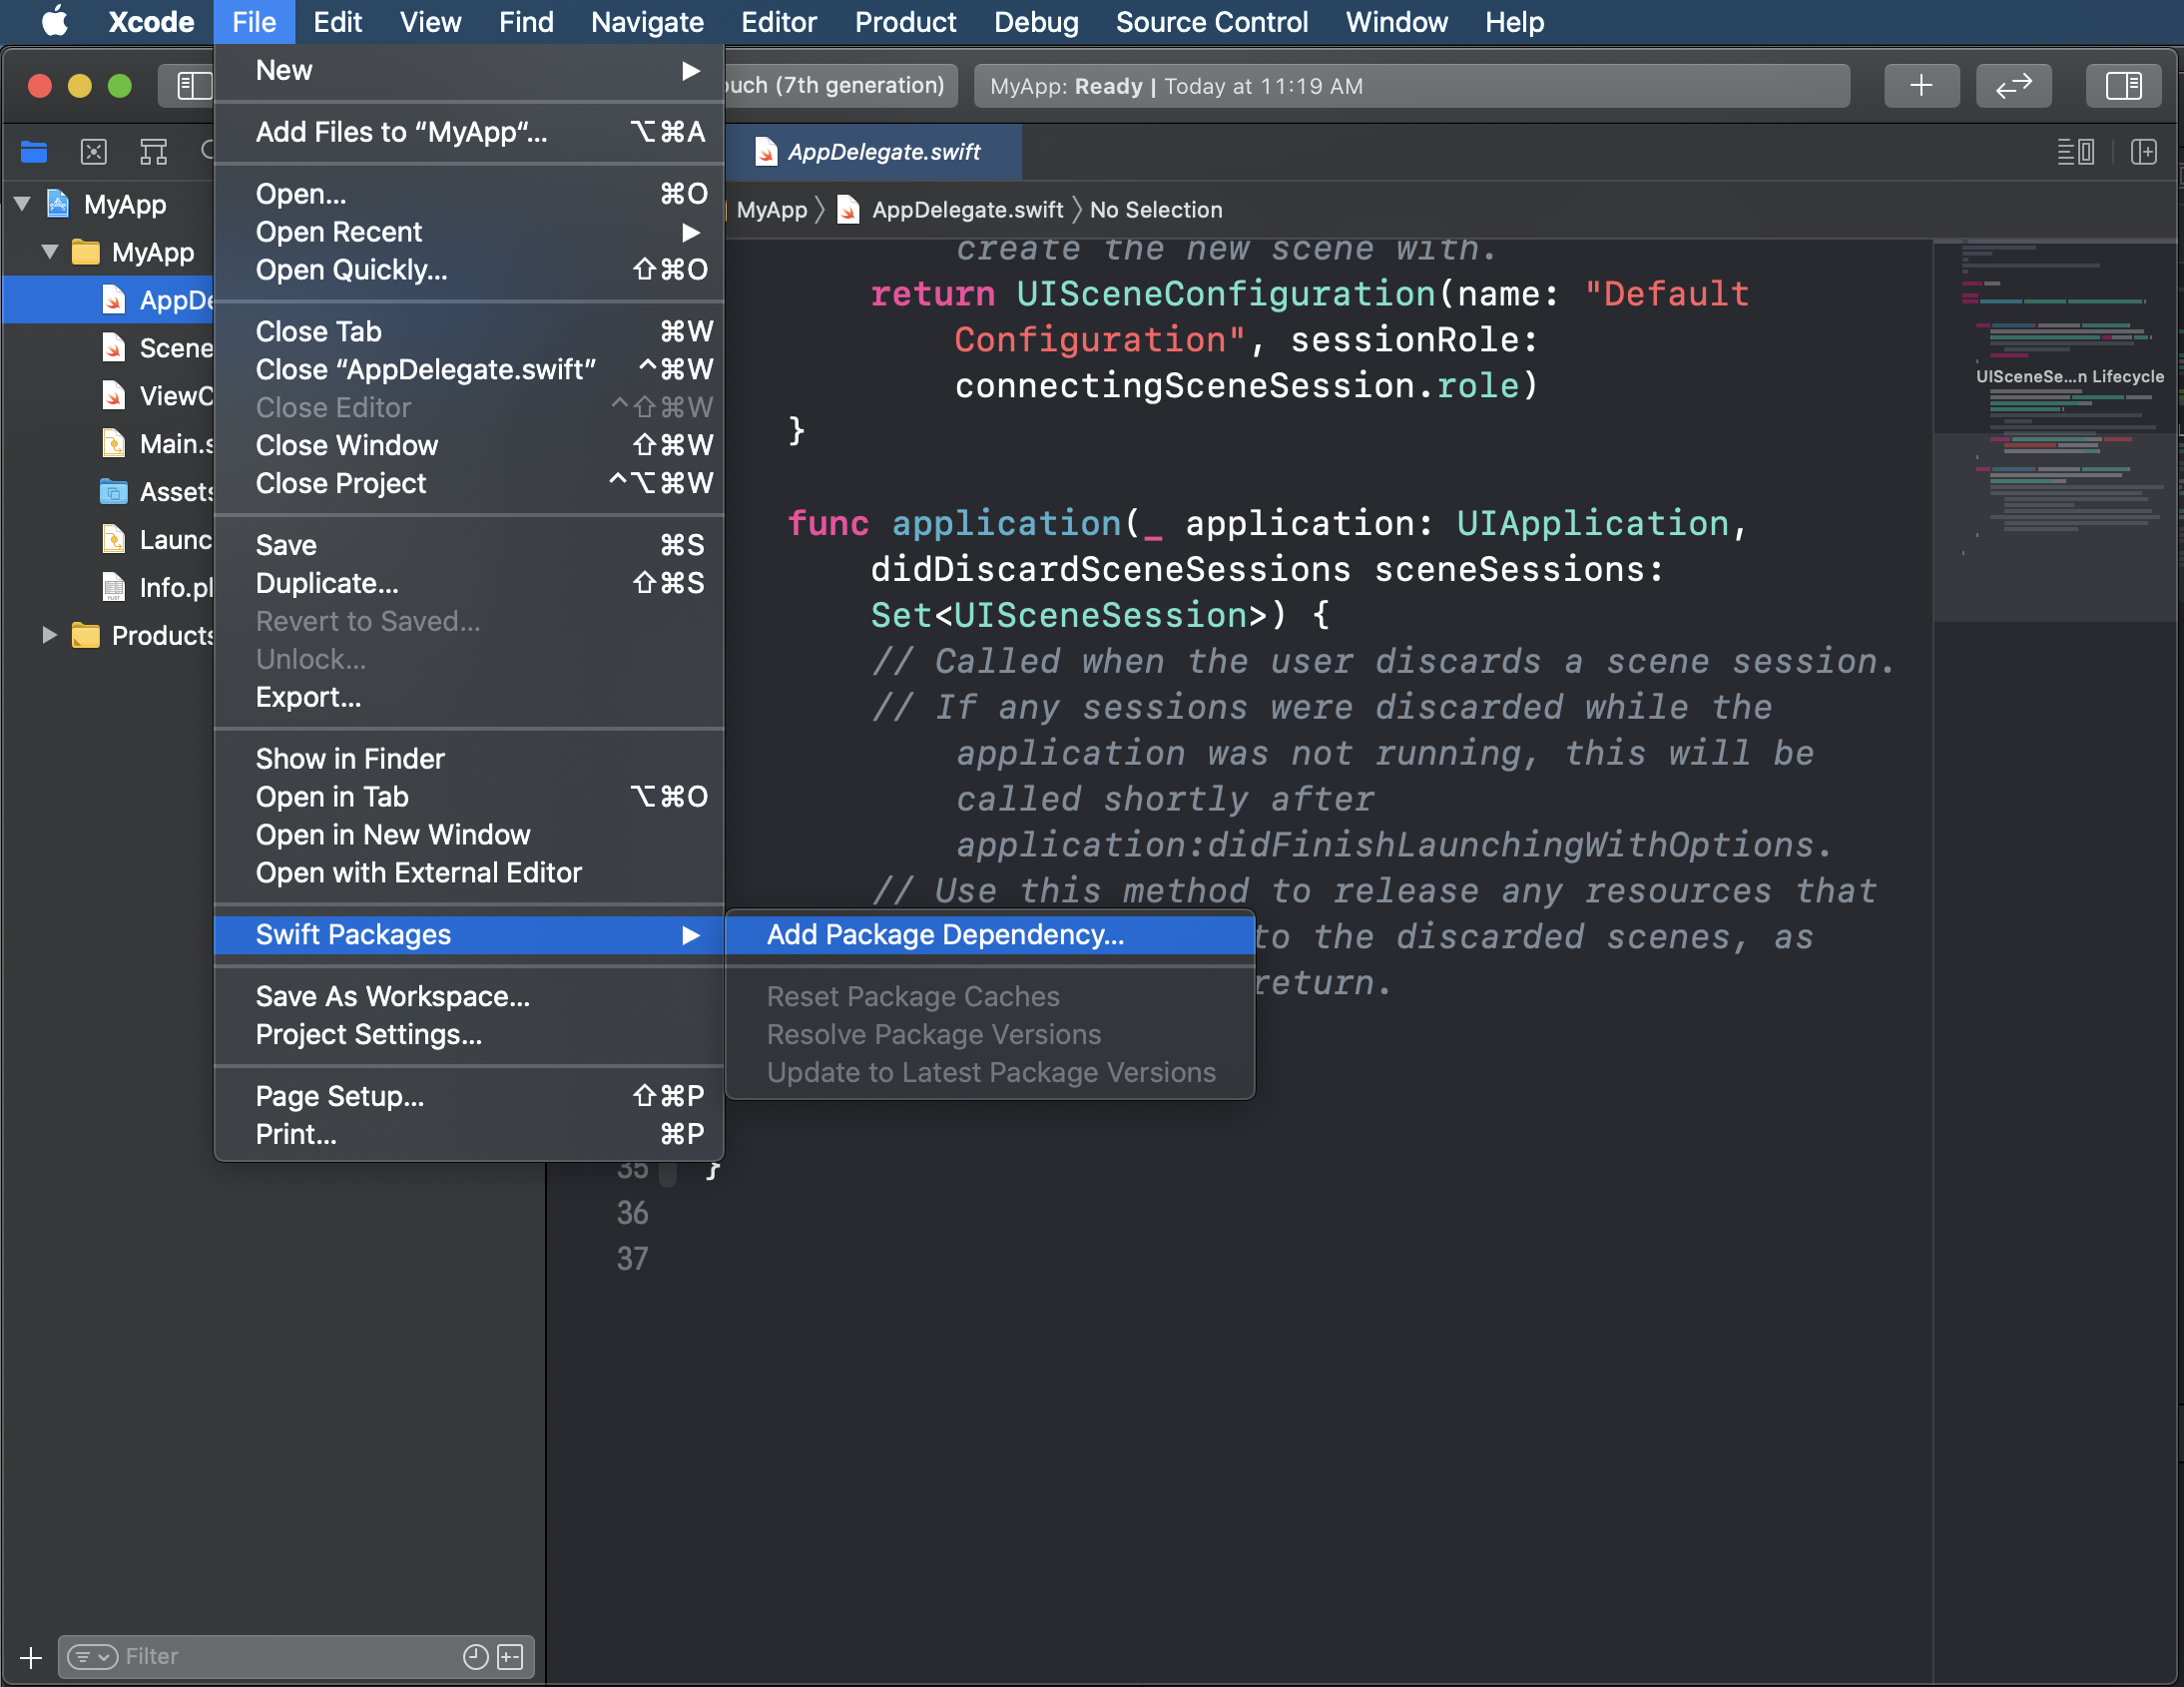 Xcode File Edit View Find Navigate Editor Product Debug Source Control Window Help
(7th generation)
MyApp: Ready | Today at 11:19 AM
New
Add Files to “MyApp“... ⌥⌘A
Open... ⌘O
Open Recent
Open Quickly... ⇧⌘O
Close Tab ⌘W
Close “AppDelegate.swift” ^⌘W
Close Editor ^⇧⌘W
Close Window ⇧⌘W
Close Project ^⌥⌘W
Save ⌘S
Duplicate... ⇧⌘S
Revert to Saved...
Unlock...
Export...
Show in Finder
Open in Tab ⌥⌘O
Open in New Window
Open with External Editor
Swift Packages
Save As Workspace...
Project Settings...
Page Setup... ⇧⌘P
Print... ⌘P
Add Package Dependency...
Reset Package Caches
Resolve Package Versions
Update to Latest Package Versions
MyApp
MyApp
AppDe
Scene
ViewC
Main.s
Assets
Launc
Info.pl
Products
AppDelegate.swift
MyApp 〉 AppDelegate.swift 〉 No Selection
create the new scene with.
return UISceneConfiguration(name: "Default
Configuration", sessionRole:
connectingSceneSession.role)
}
func application(_ application: UIApplication,
didDiscardSceneSessions sceneSessions:
Set<UISceneSession>) {
// Called when the user discards a scene session.
// If any sessions were discarded while the
application was not running, this will be
called shortly after
application:didFinishLaunchingWithOptions.
// Use this method to release any resources that
to the discarded scenes, as
return.
35 }
36
37
UISceneSe...n Lifecycle
Filter